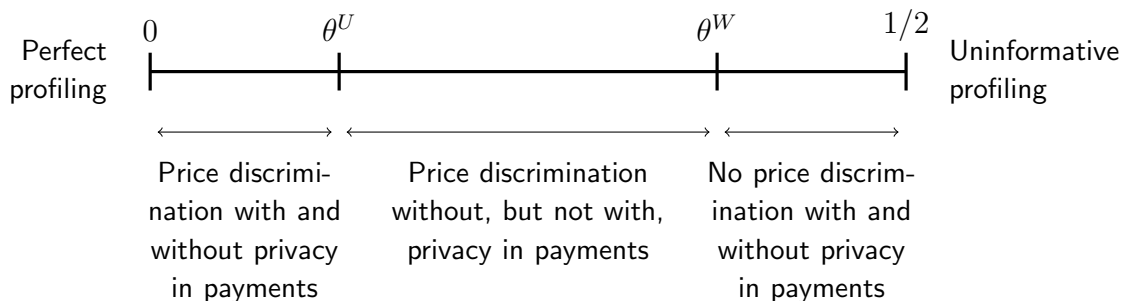 0
θ^U
θ^W
1/2
Perfect
profiling
Uninformative
profiling
Price discrimi-
nation with and
without privacy
in payments
Price discrimination
without, but not with,
privacy in payments
No price discrim-
ination with and
without privacy
in payments